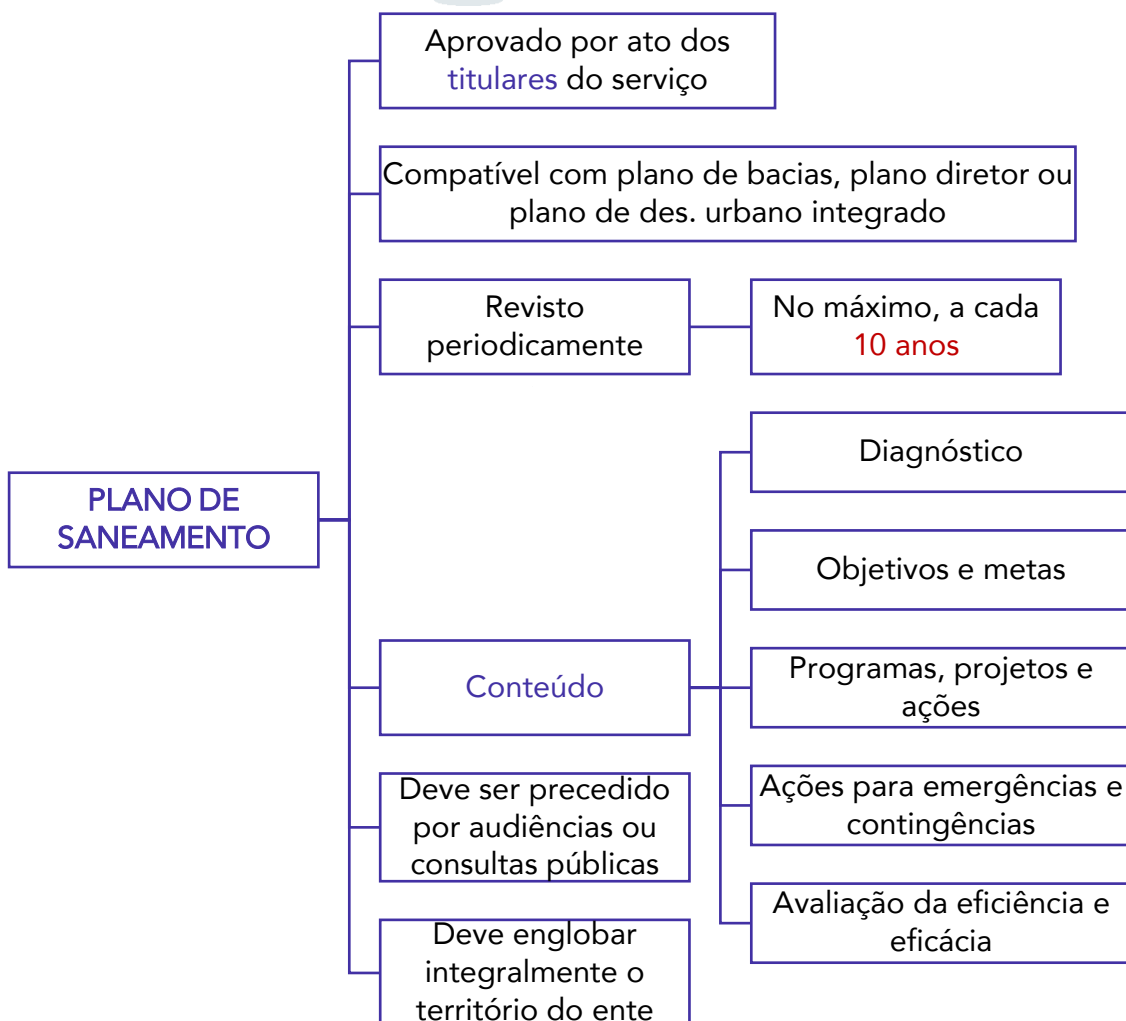 Aprovado por ato dos
titulares do serviço
Compatível com plano de bacias, plano diretor ou
plano de des. urbano integrado
Revisto
periodicamente
No máximo, a cada
10 anos
PLANO DE
SANEAMENTO
Conteúdo
Diagnóstico
Objetivos e metas
Programas, projetos e
ações
Ações para emergências e
contingências
Avaliação da eficiência e
eficácia
Deve ser precedido
por audiências ou
consultas públicas
Deve englobar
integralmente o
território do ente